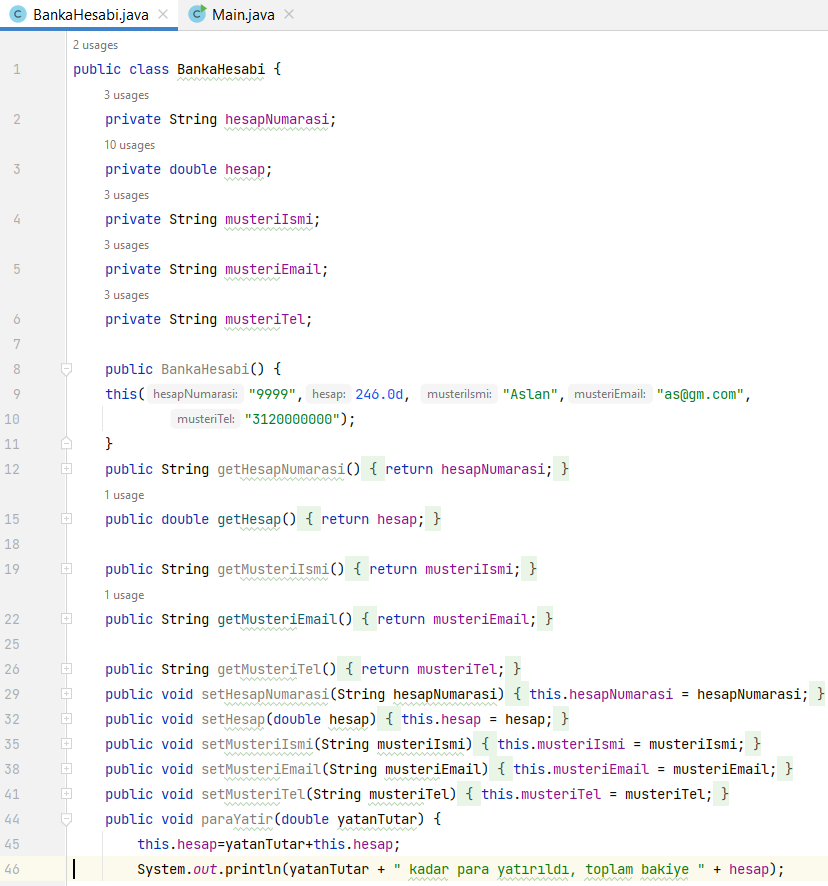 BankaHesabi.java Main.java
2 usages
1 public class BankaHesabi {
3 usages
2 private String hesapNumarasi;
10 usages
3 private double hesap;
3 usages
4 private String musteriIsmi;
3 usages
5 private String musteriEmail;
3 usages
6 private String musteriTel;
7
8 public BankaHesabi() {
9 this( hesapNumarasi: "9999", hesap: 246.0d, musteriIsmi: "Aslan", musteriEmail: "as@gm.com",
10 musteriTel: "3120000000");
11 }
12 public String getHesapNumarasi() { return hesapNumarasi; }
1 usage
15 public double getHesap() { return hesap; }
18
19 public String getMusteriIsmi() { return musteriIsmi; }
1 usage
22 public String getMusteriEmail() { return musteriEmail; }
25
26 public String getMusteriTel() { return musteriTel; }
29 public void setHesapNumarasi(String hesapNumarasi) { this.hesapNumarasi = hesapNumarasi; }
32 public void setHesap(double hesap) { this.hesap = hesap; }
35 public void setMusteriIsmi(String musteriIsmi) { this.musteriIsmi = musteriIsmi; }
38 public void setMusteriEmail(String musteriEmail) { this.musteriEmail = musteriEmail; }
41 public void setMusteriTel(String musteriTel) { this.musteriTel = musteriTel; }
44 public void paraYatir(double yatanTutar) {
45 this.hesap=yatanTutar+this.hesap;
46 System.out.println(yatanTutar + " kadar para yatırıldı, toplam bakiye " + hesap);